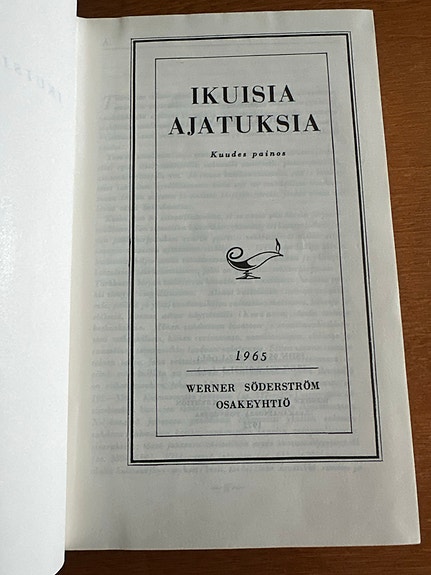 IKUISIA
AJATUKSIA
Kuudes painos
1965
WERNER SÖDERSTRÖM
OSAKEYHTIÖ